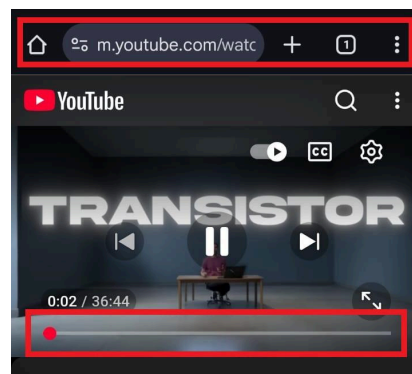 m.youtube.com/watc
1
YouTube
CC
TRANSISTOR
0:02 / 36:44